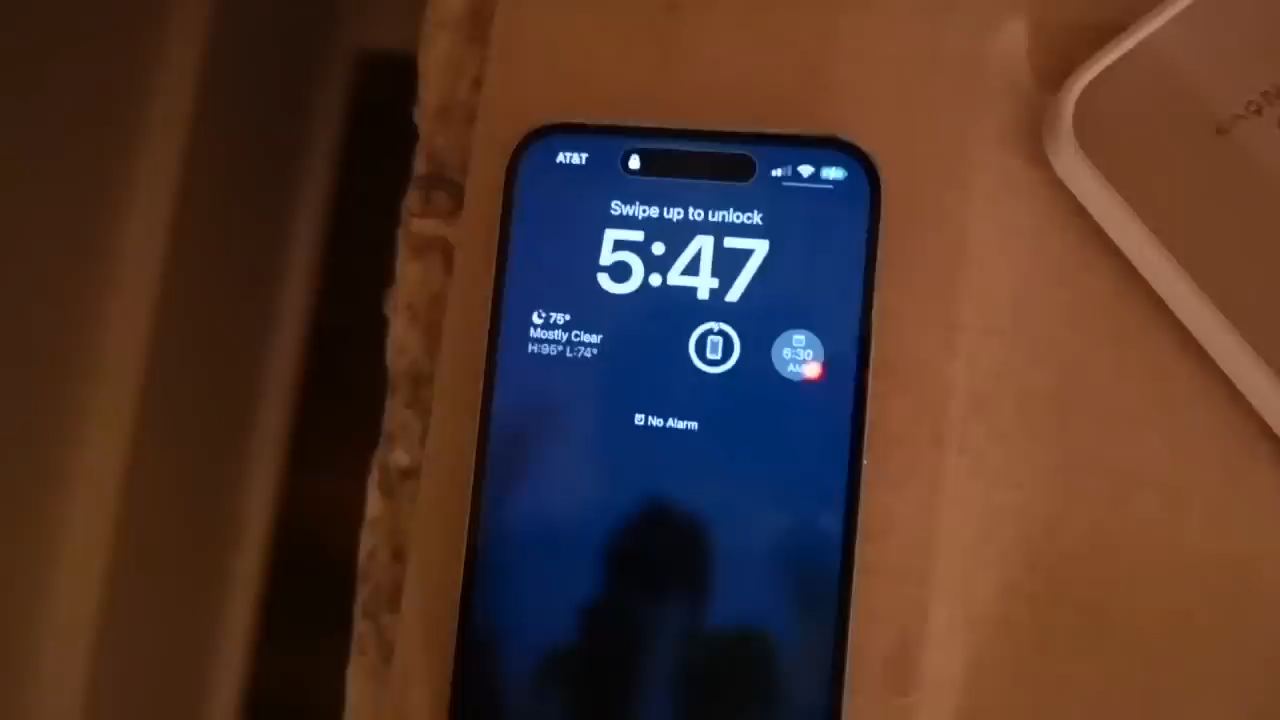 AT&T
Swipe up to unlock
5:47
75°
Mostly Clear
H:95° L:74°
6:30
No Alarm